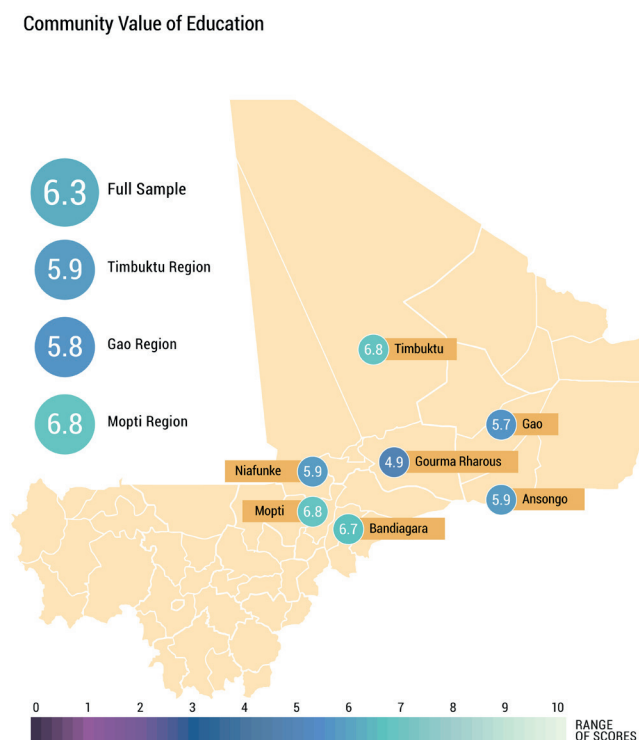 Community Value of Education
6.3 Full Sample
5.9 Timbuktu Region
5.8 Gao Region
6.8 Mopti Region
6.8 Timbuktu
5.7 Gao
4.9 Gourma Rharous
Niafunke 5.9
5.9 Ansongo
Mopti 6.8
6.7 Bandiagara
0 1 2 3 4 5 6 7 8 9 10
RANGE
OF SCORES